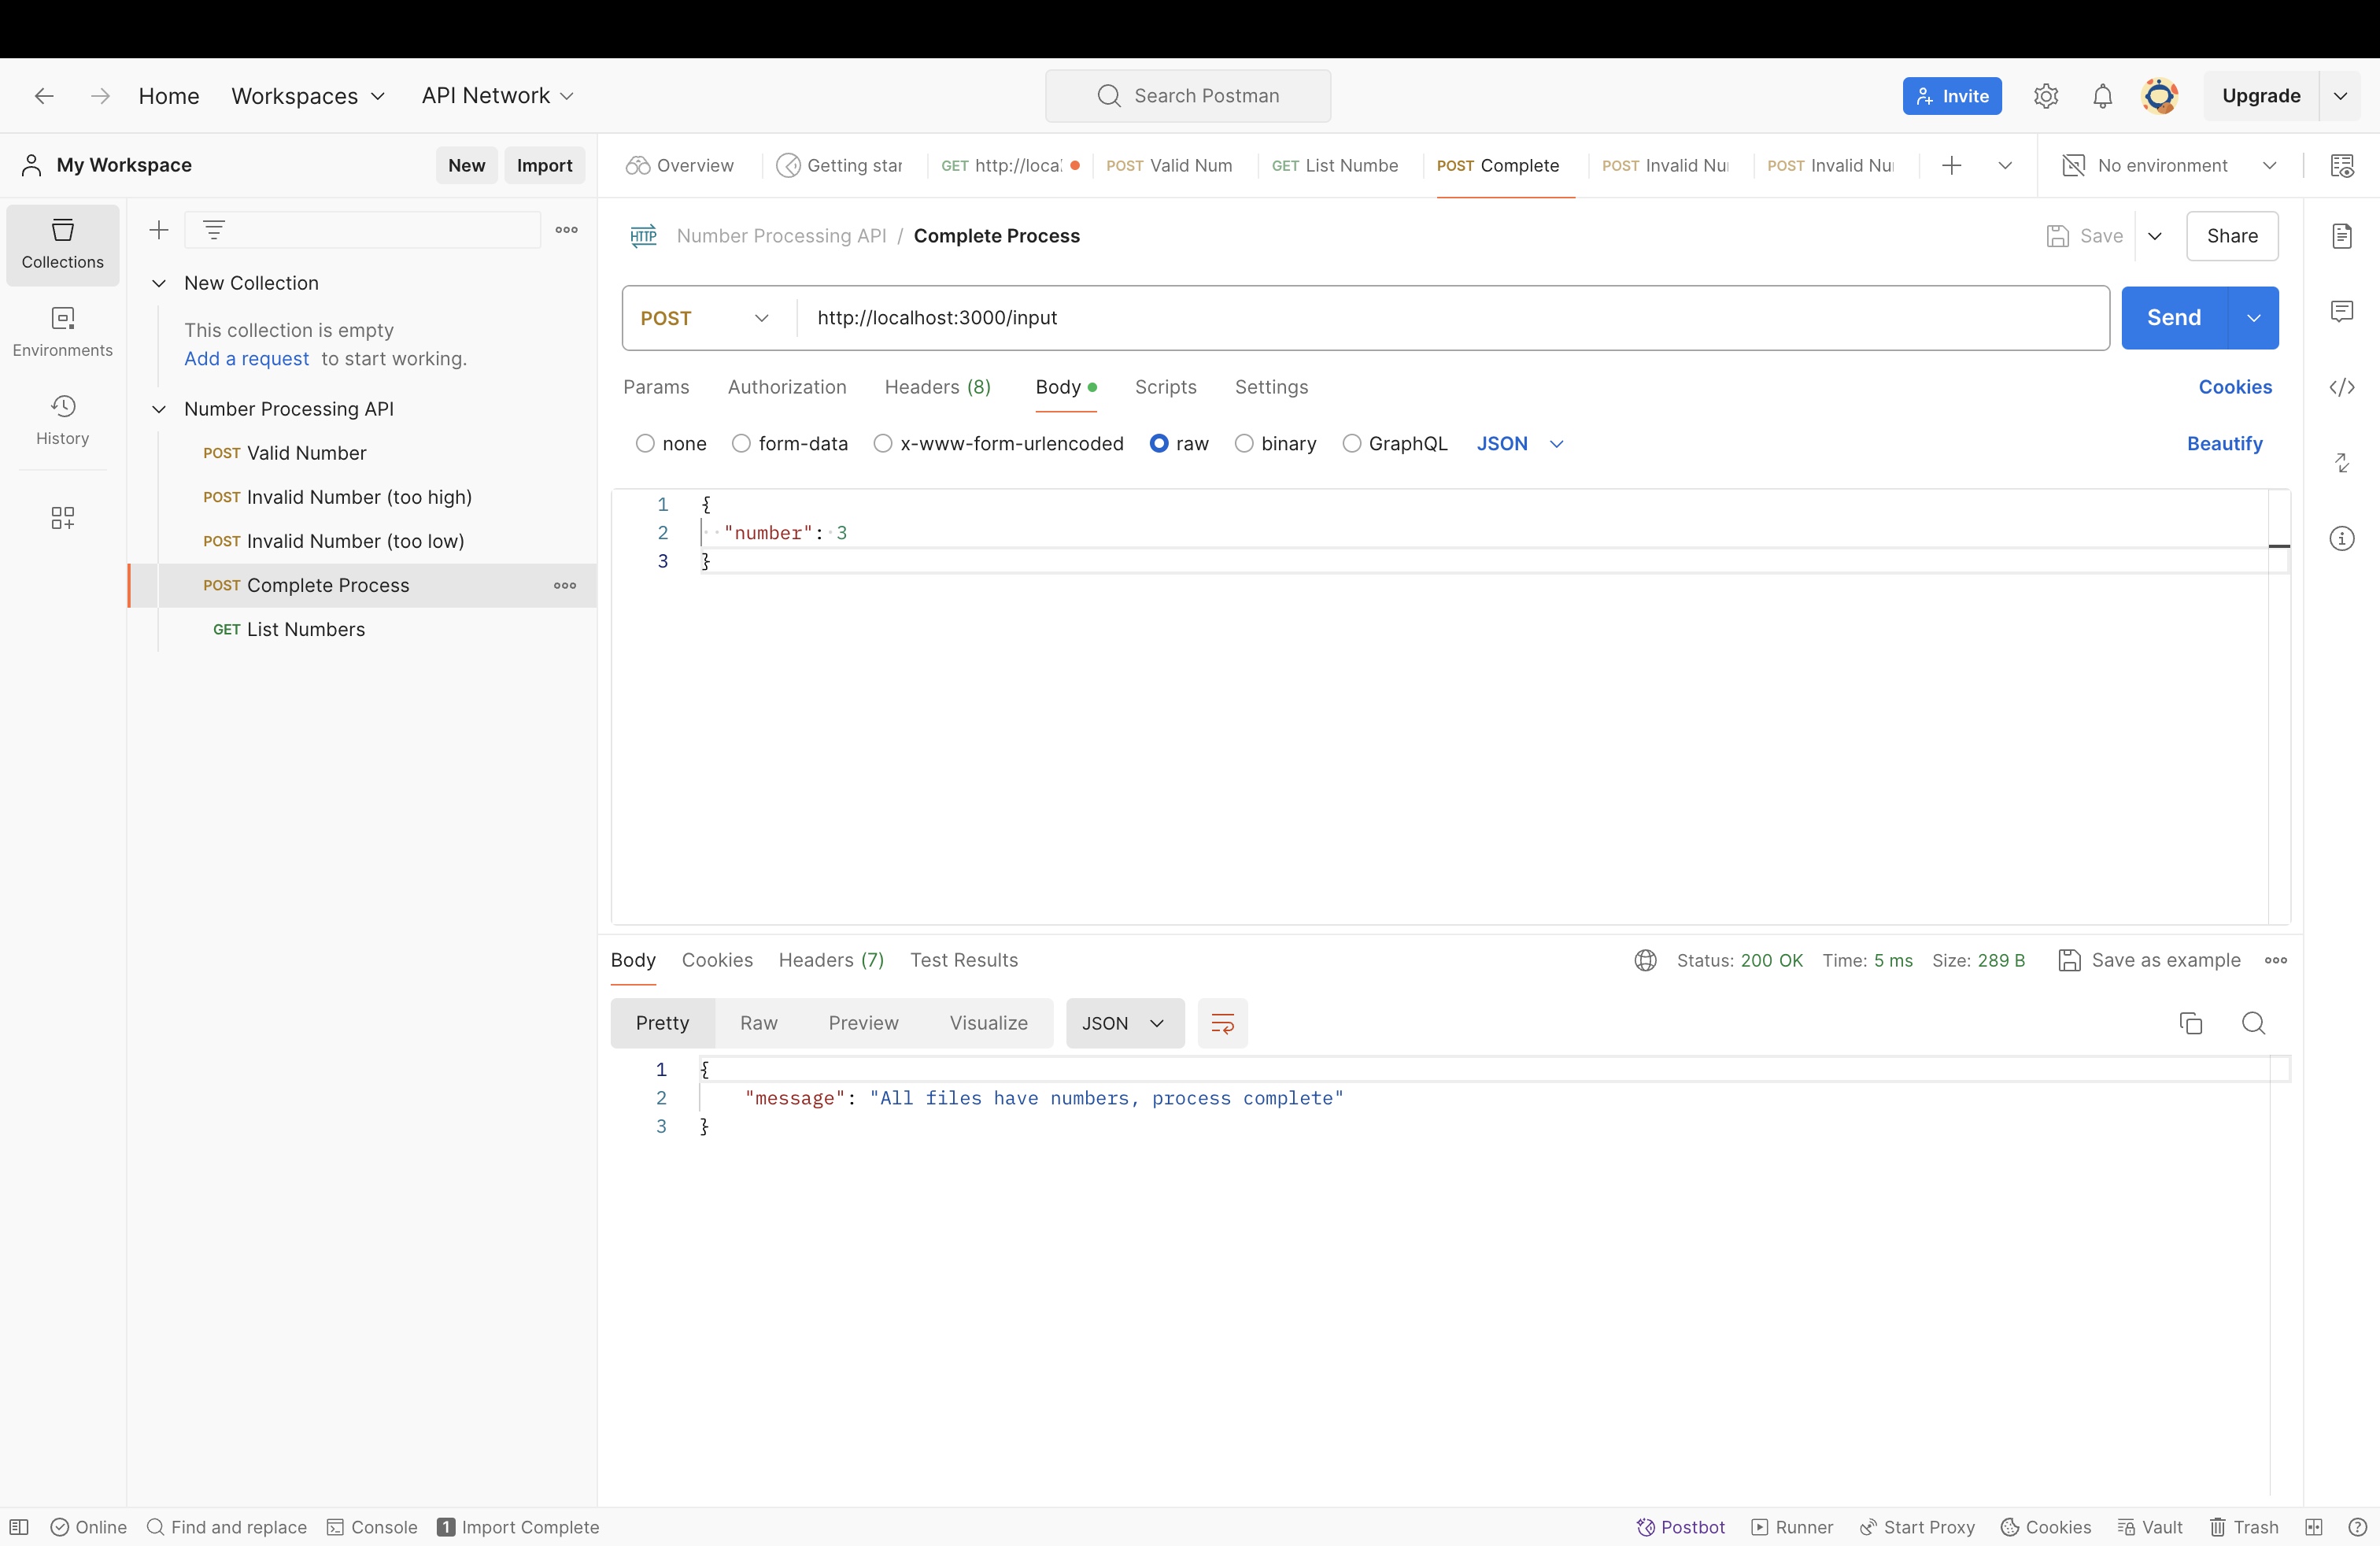 Home Workspaces API Network Search Postman Invite Upgrade
My Workspace New Import
Overview Getting star GET http://local POST Valid Num GET List Numbe POST Complete POST Invalid Nu POST Invalid Nu No environment
Collections
Environments
History
New Collection
This collection is empty
Add a request to start working.
Number Processing API
POST Valid Number
POST Invalid Number (too high)
POST Invalid Number (too low)
POST Complete Process
GET List Numbers
HTTP Number Processing API / Complete Process Save Share
POST http://localhost:3000/input Send
Params Authorization Headers (8) Body Scripts Settings Cookies
none form-data x-www-form-urlencoded raw binary GraphQL JSON Beautify
1 {
2 "number": 3
3 }
Body Cookies Headers (7) Test Results Status: 200 OK Time: 5 ms Size: 289 B Save as example
Pretty Raw Preview Visualize JSON
1 {
2 "message": "All files have numbers, process complete"
3 }
Online Find and replace Console 1 Import Complete Postbot Runner Start Proxy Cookies Vault Trash